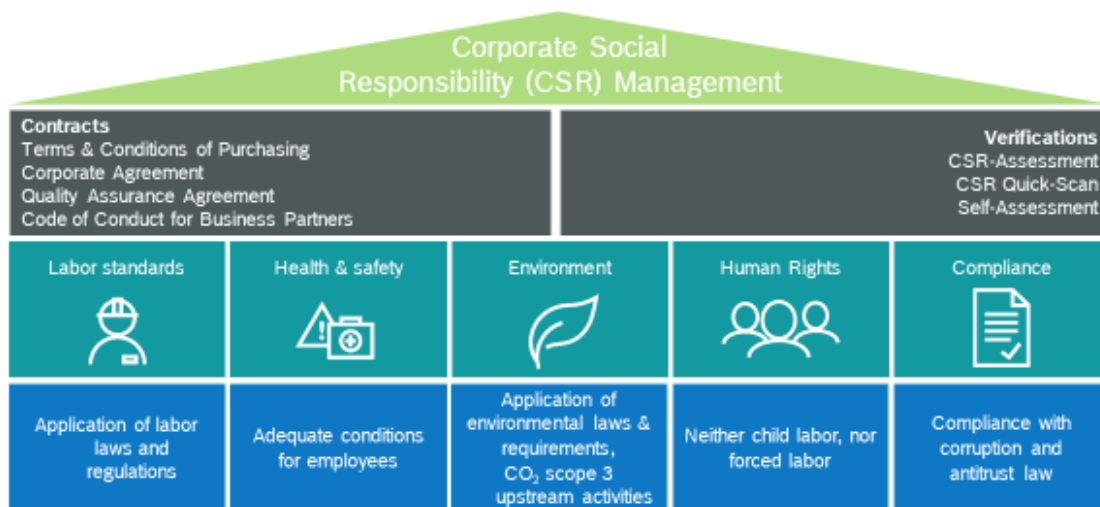 Corporate Social
Responsibility (CSR) Management
Contracts
Terms & Conditions of Purchasing
Corporate Agreement
Quality Assurance Agreement
Code of Conduct for Business Partners
Verifications
CSR-Assessment
CSR Quick-Scan
Self-Assessment
Labor standards
Health & safety
Environment
Human Rights
Compliance
Application of labor
laws and
regulations
Adequate conditions
for employees
Application of
environmental laws &
requirements,
CO₂ scope 3
upstream activities
Neither child labor, nor
forced labor
Compliance with
corruption and
antitrust law